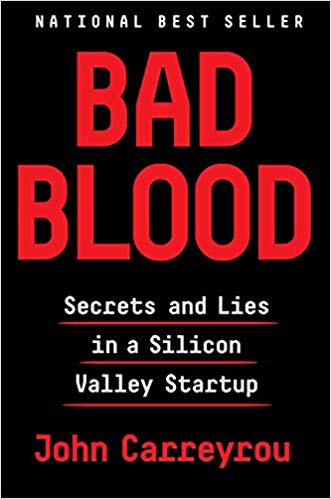 NATIONAL BEST SELLER
BAD
BLOOD
Secrets and Lies
in a Silicon
Valley Startup
John Carreyrou